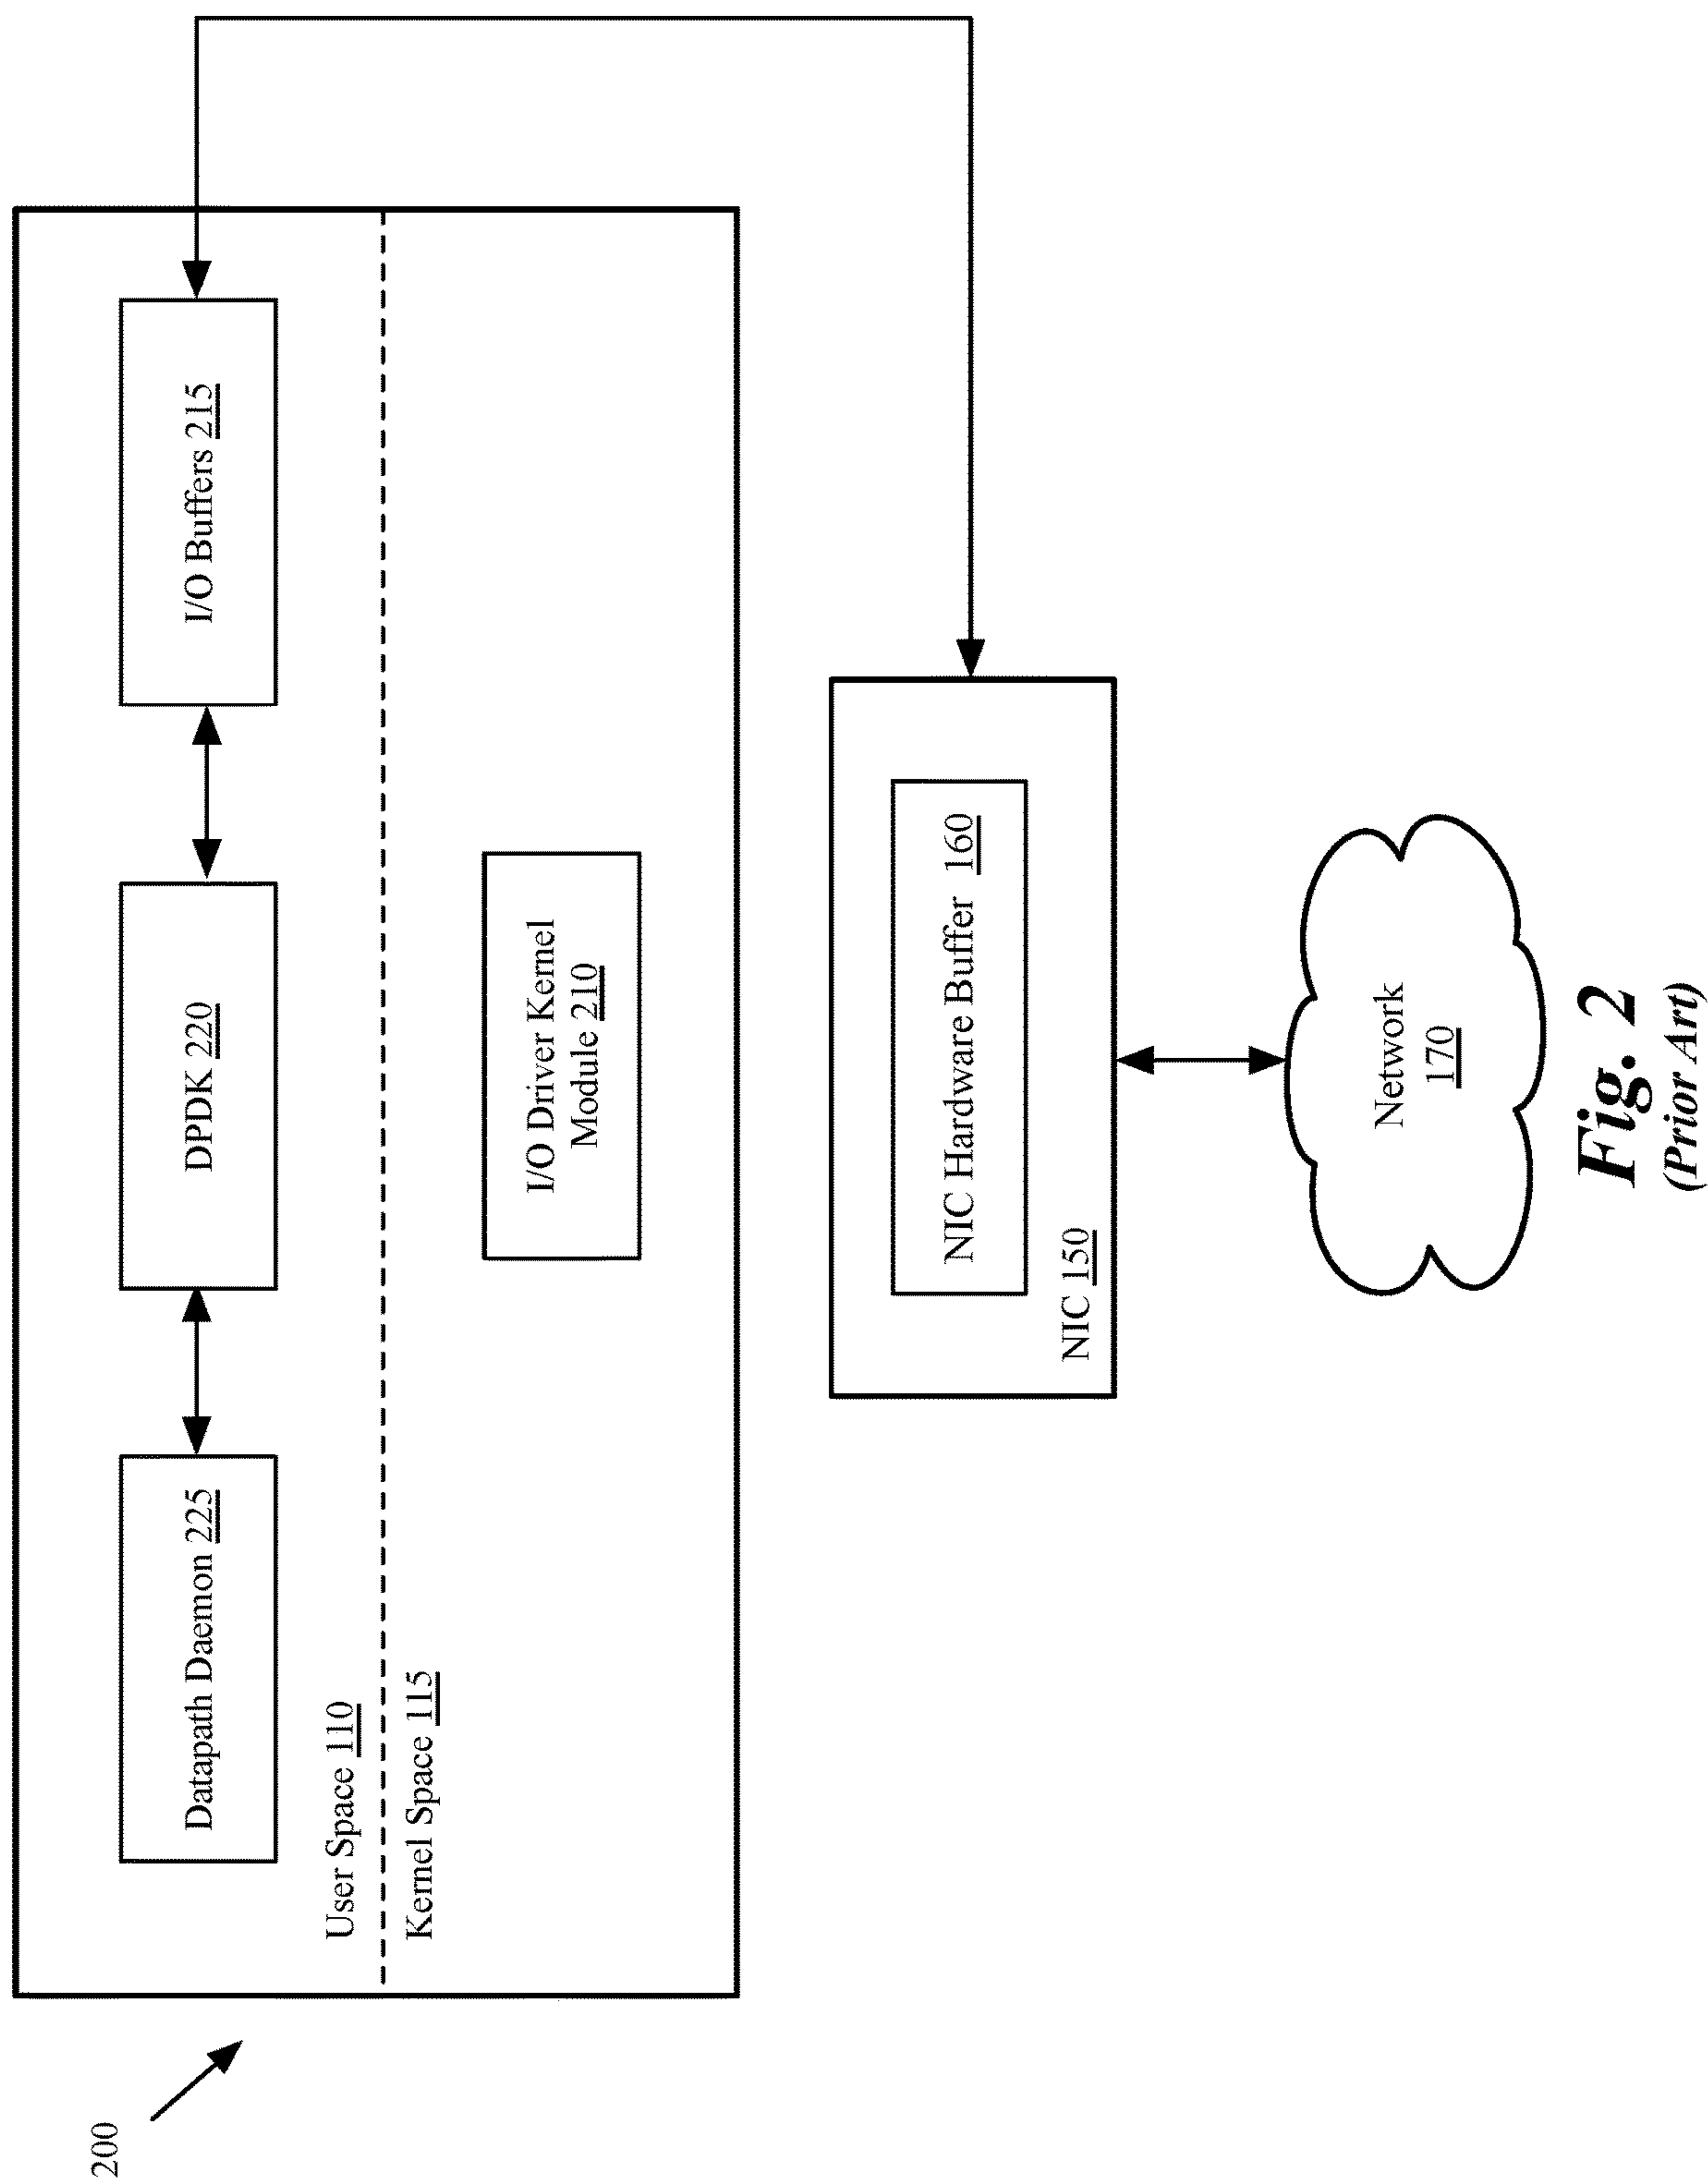 200
Datapath Daemon 225
DPDK 220
I/O Buffers 215
User Space 110
Kernel Space 115
I/O Driver Kernel
Module 210
NIC Hardware Buffer 160
NIC 150
Network
170
Fig. 2
(Prior Art)